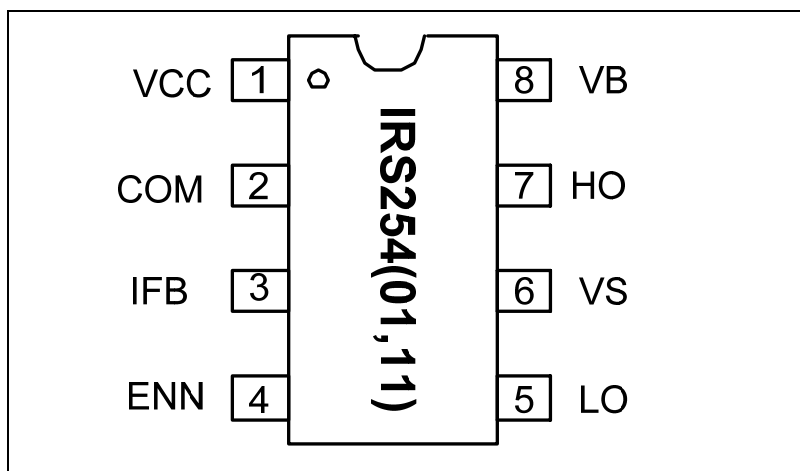 VCC 1 8 VB
COM 2 7 HO
IFB 3 6 VS
ENN 4 5 LO
IRS254(01,11)